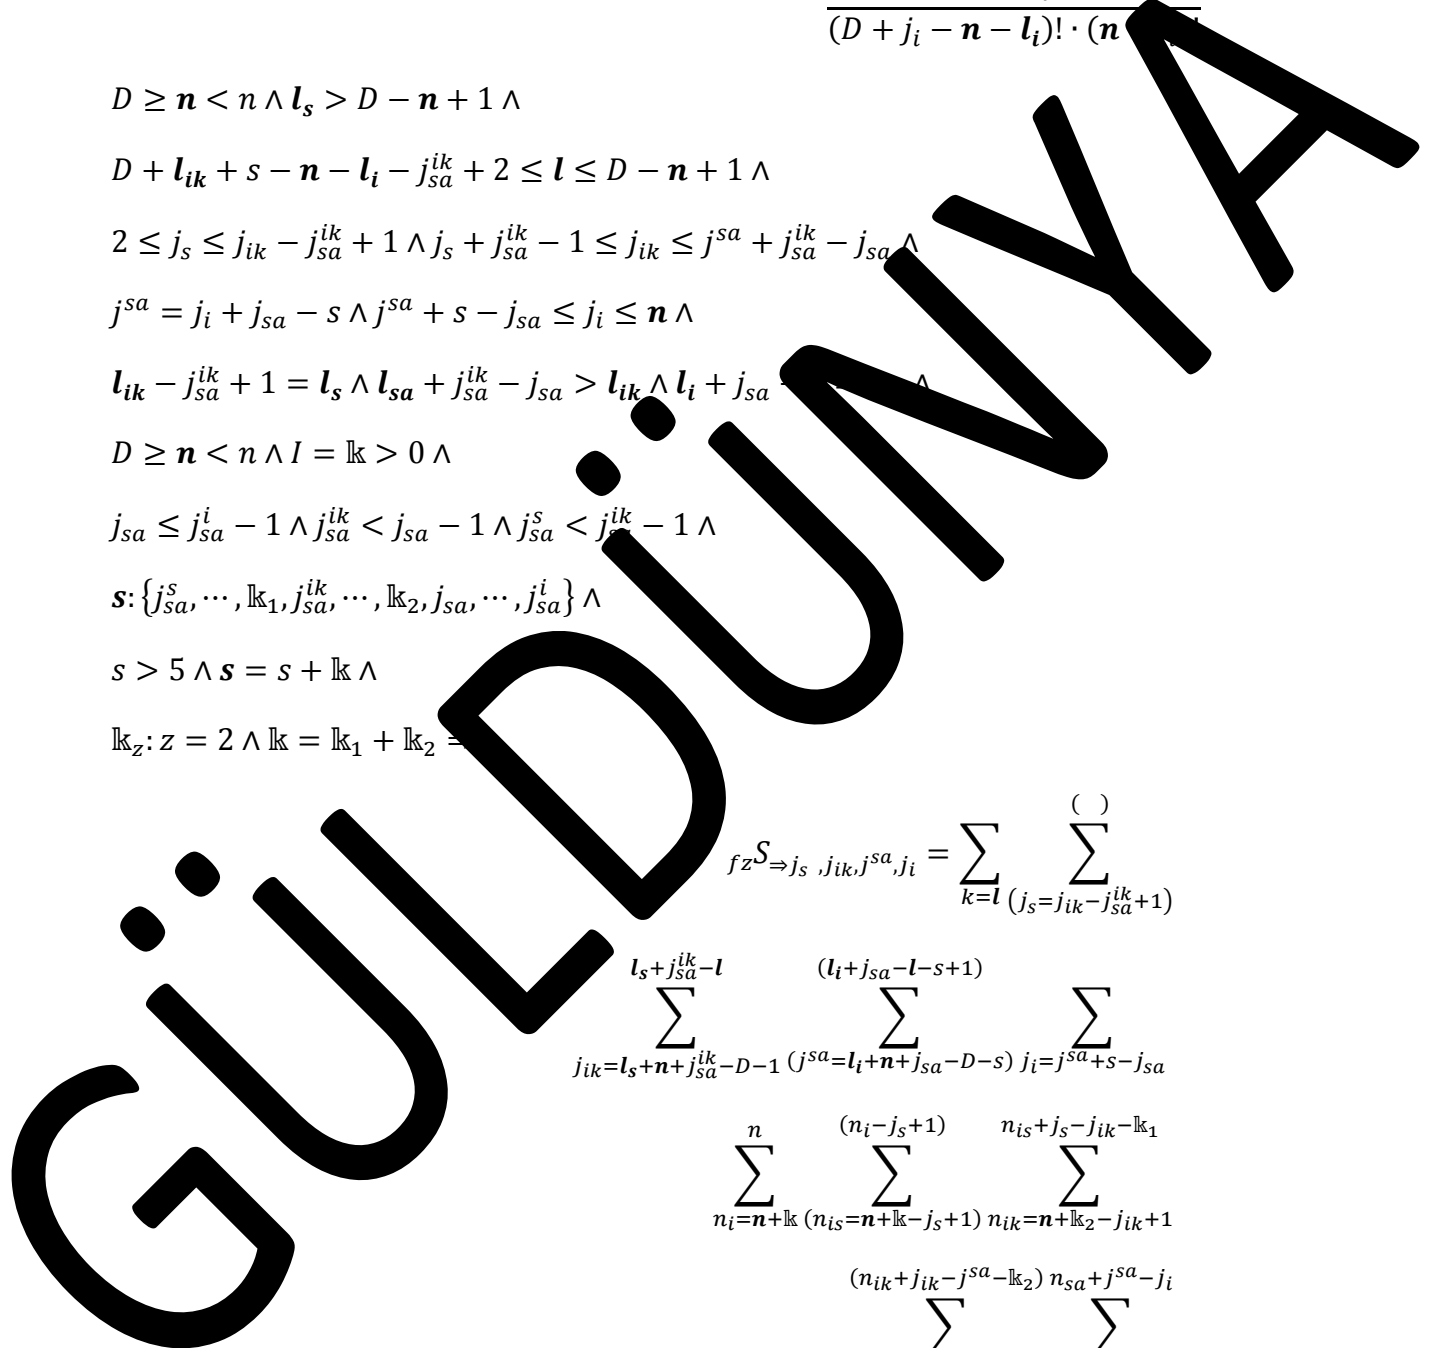 (D + j_i − n − l_i)! · (n
D ≥ n < n ∧ l_s > D − n + 1 ∧
D + l_ik + s − n − l_i − j_sa^ik + 2 ≤ l ≤ D − n + 1 ∧
2 ≤ j_s ≤ j_ik − j_sa^ik + 1 ∧ j_s + j_sa^ik − 1 ≤ j_ik ≤ j^sa + j_sa^ik − j_sa ∧
j^sa = j_i + j_sa − s ∧ j^sa + s − j_sa ≤ j_i ≤ n ∧
l_ik − j_sa^ik + 1 = l_s ∧ l_sa + j_sa^ik − j_sa > l_ik ∧ l_i + j_sa ∧
D ≥ n < n ∧ I = 𝕜 > 0 ∧
j_sa ≤ j_sa^i − 1 ∧ j_sa^ik < j_sa − 1 ∧ j_sa^s < j_sa^ik − 1 ∧
s: {j_sa^s, ⋯, 𝕜_1, j_sa^ik, ⋯, 𝕜_2, j_sa, ⋯, j_sa^i} ∧
s > 5 ∧ s = s + 𝕜 ∧
𝕜_z: z = 2 ∧ 𝕜 = 𝕜_1 + 𝕜_2
( )
_fz S_⇒j_s ,j_ik,j^sa,j_i = ∑ ∑
k=l (j_s=j_ik−j_sa^ik+1)
l_s+j_sa^ik−l (l_i+j_sa−l−s+1)
∑ ∑ ∑
j_ik=l_s+n+j_sa^ik−D−1 (j^sa=l_i+n+j_sa−D−s) j_i=j^sa+s−j_sa
n (n_i−j_s+1) n_is+j_s−j_ik−𝕜_1
∑ ∑ ∑
n_i=n+𝕜 (n_is=n+𝕜−j_s+1) n_ik=n+𝕜_2−j_ik+1
(n_ik+j_ik−j^sa−𝕜_2) n_sa+j^sa−j_i
∑ ∑
GÜLDÜNYA